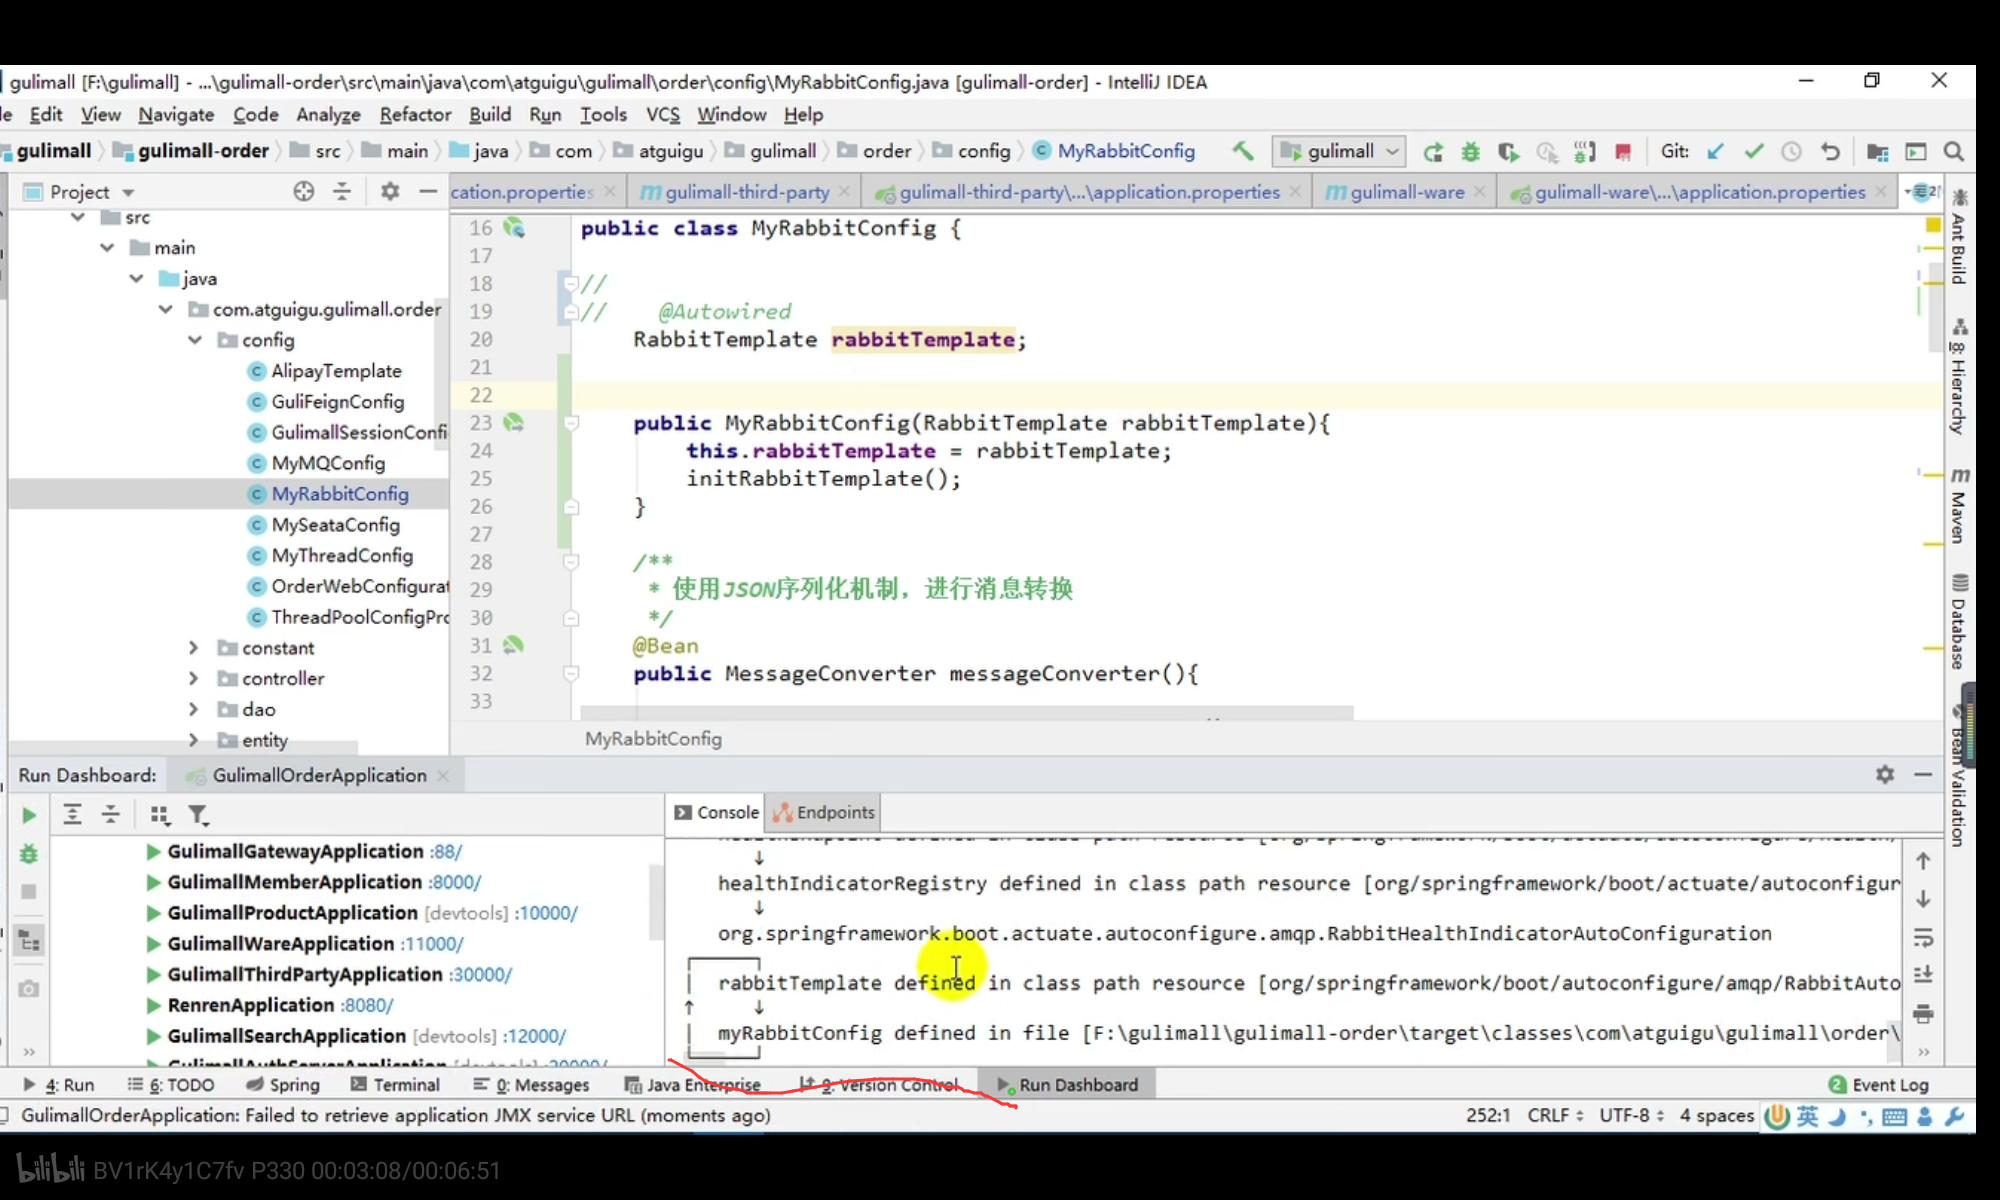 gulimall [F:\gulimall] - ...\gulimall-order\src\main\java\com\atguigu\gulimall\order\config\MyRabbitConfig.java [gulimall-order] - IntelliJ IDEA
Edit View Navigate Code Analyze Refactor Build Run Tools VCS Window Help
gulimall gulimall-order src main java com atguigu gulimall order config MyRabbitConfig gulimall Git:
Project
cation.properties gulimall-third-party gulimall-third-party\...\application.properties gulimall-ware gulimall-ware\...\application.properties
src
main
java
com.atguigu.gulimall.order
config
AlipayTemplate
GuliFeignConfig
GulimallSessionConfi
MyMQConfig
MyRabbitConfig
MySeataConfig
MyThreadConfig
OrderWebConfigurat
ThreadPoolConfigPro
constant
controller
dao
entity
16 public class MyRabbitConfig {
17
18 //
19 // @Autowired
20 RabbitTemplate rabbitTemplate;
21
22
23 public MyRabbitConfig(RabbitTemplate rabbitTemplate){
24 this.rabbitTemplate = rabbitTemplate;
25 initRabbitTemplate();
26 }
27
28 /**
29 * 使用JSON序列化机制，进行消息转换
30 */
31 @Bean
32 public MessageConverter messageConverter(){
33
MyRabbitConfig
Ant Build
8: Hierarchy
Maven
Database
Bean Validation
Run Dashboard: GulimallOrderApplication
Console Endpoints
GulimallGatewayApplication :88/
GulimallMemberApplication :8000/
GulimallProductApplication [devtools] :10000/
GulimallWareApplication :11000/
GulimallThirdPartyApplication :30000/
RenrenApplication :8080/
GulimallSearchApplication [devtools] :12000/
↓
healthIndicatorRegistry defined in class path resource [org/springframework/boot/actuate/autoconfigur
↓
org.springframework.boot.actuate.autoconfigure.amqp.RabbitHealthIndicatorAutoConfiguration
┌─────┐
| rabbitTemplate defined in class path resource [org/springframework/boot/autoconfigure/amqp/RabbitAuto
↑ ↓
| myRabbitConfig defined in file [F:\gulimall\gulimall-order\target\classes\com\atguigu\gulimall\order\
└─────┘
4: Run 6: TODO Spring Terminal 0: Messages Java Enterprise 9: Version Control Run Dashboard 2 Event Log
GulimallOrderApplication: Failed to retrieve application JMX service URL (moments ago) 252:1 CRLF UTF-8 4 spaces 英
bilibili BV1rK4y1C7fv P330 00:03:08/00:06:51